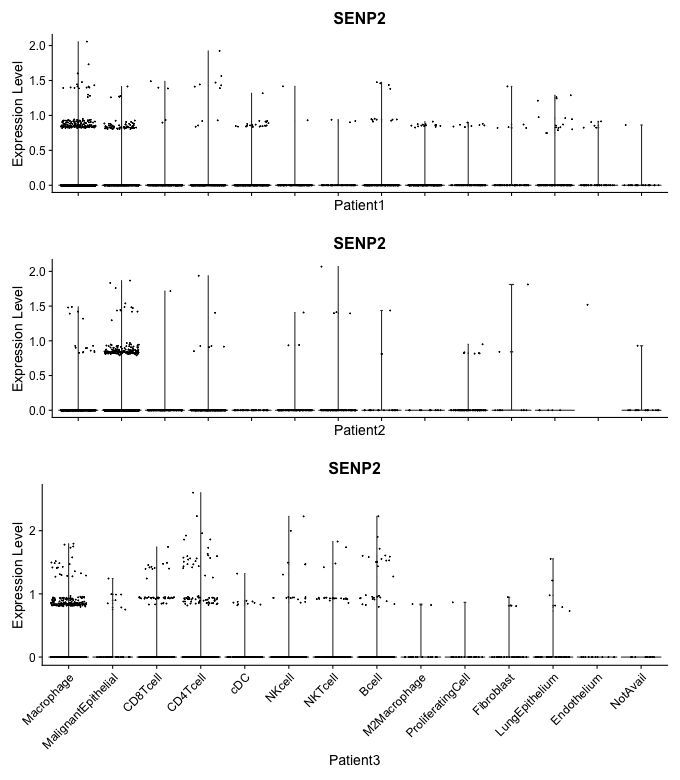 SENP2
2.0
1.5
1.0
0.5
0.0
Expression Level
Patient1
SENP2
2.0
1.5
1.0
0.5
0.0
Expression Level
Patient2
SENP2
2
1
0
Expression Level
Macrophage
MalignantEpithelial
CD8Tcell
CD4Tcell
cDC
NKcell
NKTcell
Bcell
M2Macrophage
ProliferatingCell
Fibroblast
LungEpithelium
Endothelium
NotAvail
Patient3